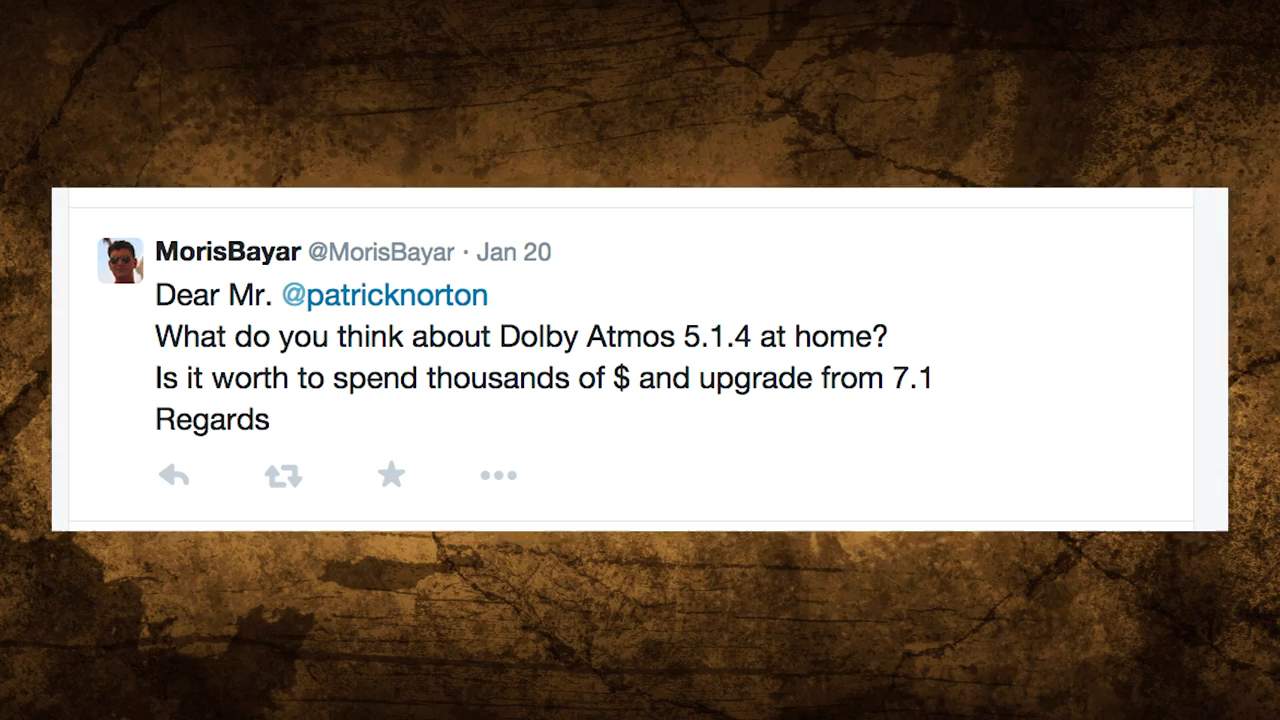 MorisBayar @MorisBayar · Jan 20
Dear Mr. @patricknorton
What do you think about Dolby Atmos 5.1.4 at home?
Is it worth to spend thousands of $ and upgrade from 7.1
Regards